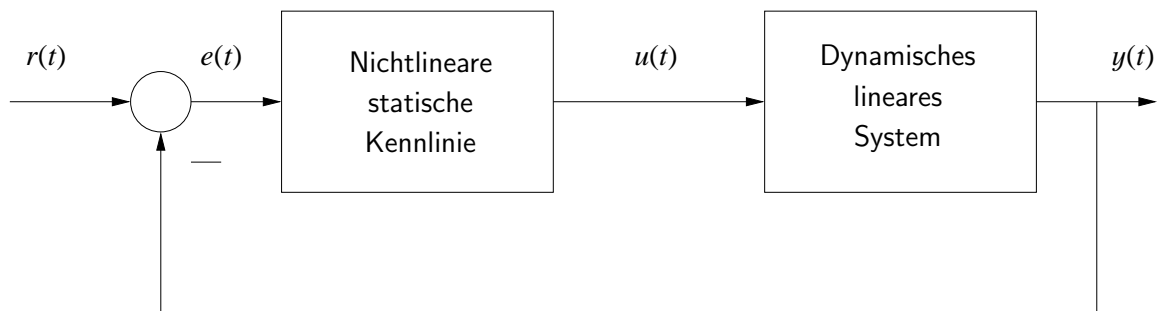 r(t)
e(t)
Nichtlineare
statische
Kennlinie
u(t)
Dynamisches
lineares
System
y(t)